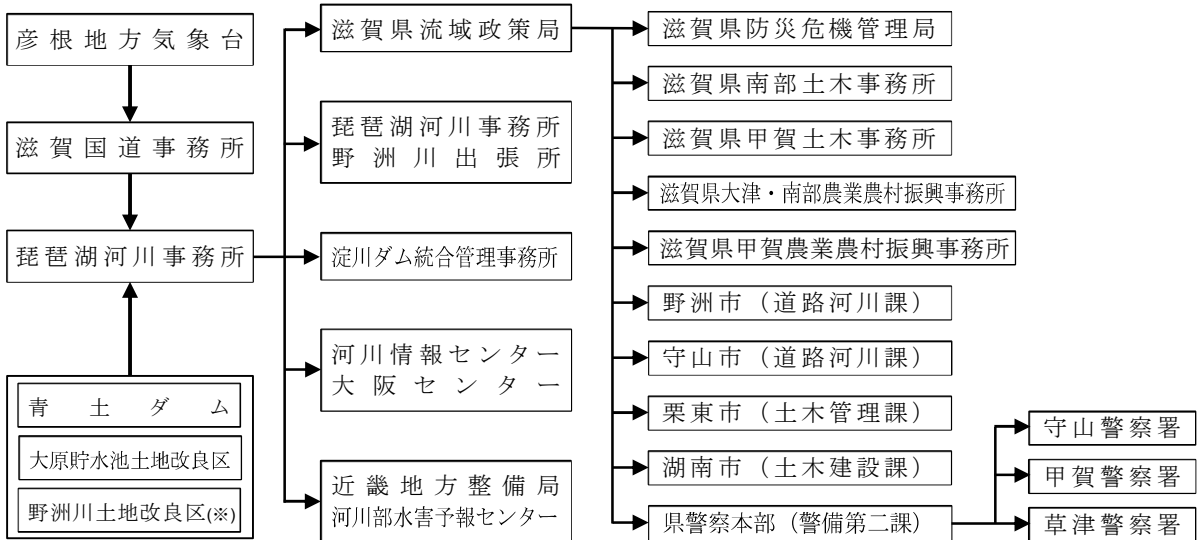 彦根地方気象台
滋賀国道事務所
琵琶湖河川事務所
青土ダム
大原貯水池土地改良区
野洲川土地改良区(※)
滋賀県流域政策局
琵琶湖河川事務所
野洲川出張所
淀川ダム統合管理事務所
河川情報センター
大阪センター
近畿地方整備局
河川部水害予報センター
滋賀県防災危機管理局
滋賀県南部土木事務所
滋賀県甲賀土木事務所
滋賀県大津・南部農業農村振興事務所
滋賀県甲賀農業農村振興事務所
野洲市（道路河川課）
守山市（道路河川課）
栗東市（土木管理課）
湖南市（土木建設課）
県警察本部（警備第二課）
守山警察署
甲賀警察署
草津警察署